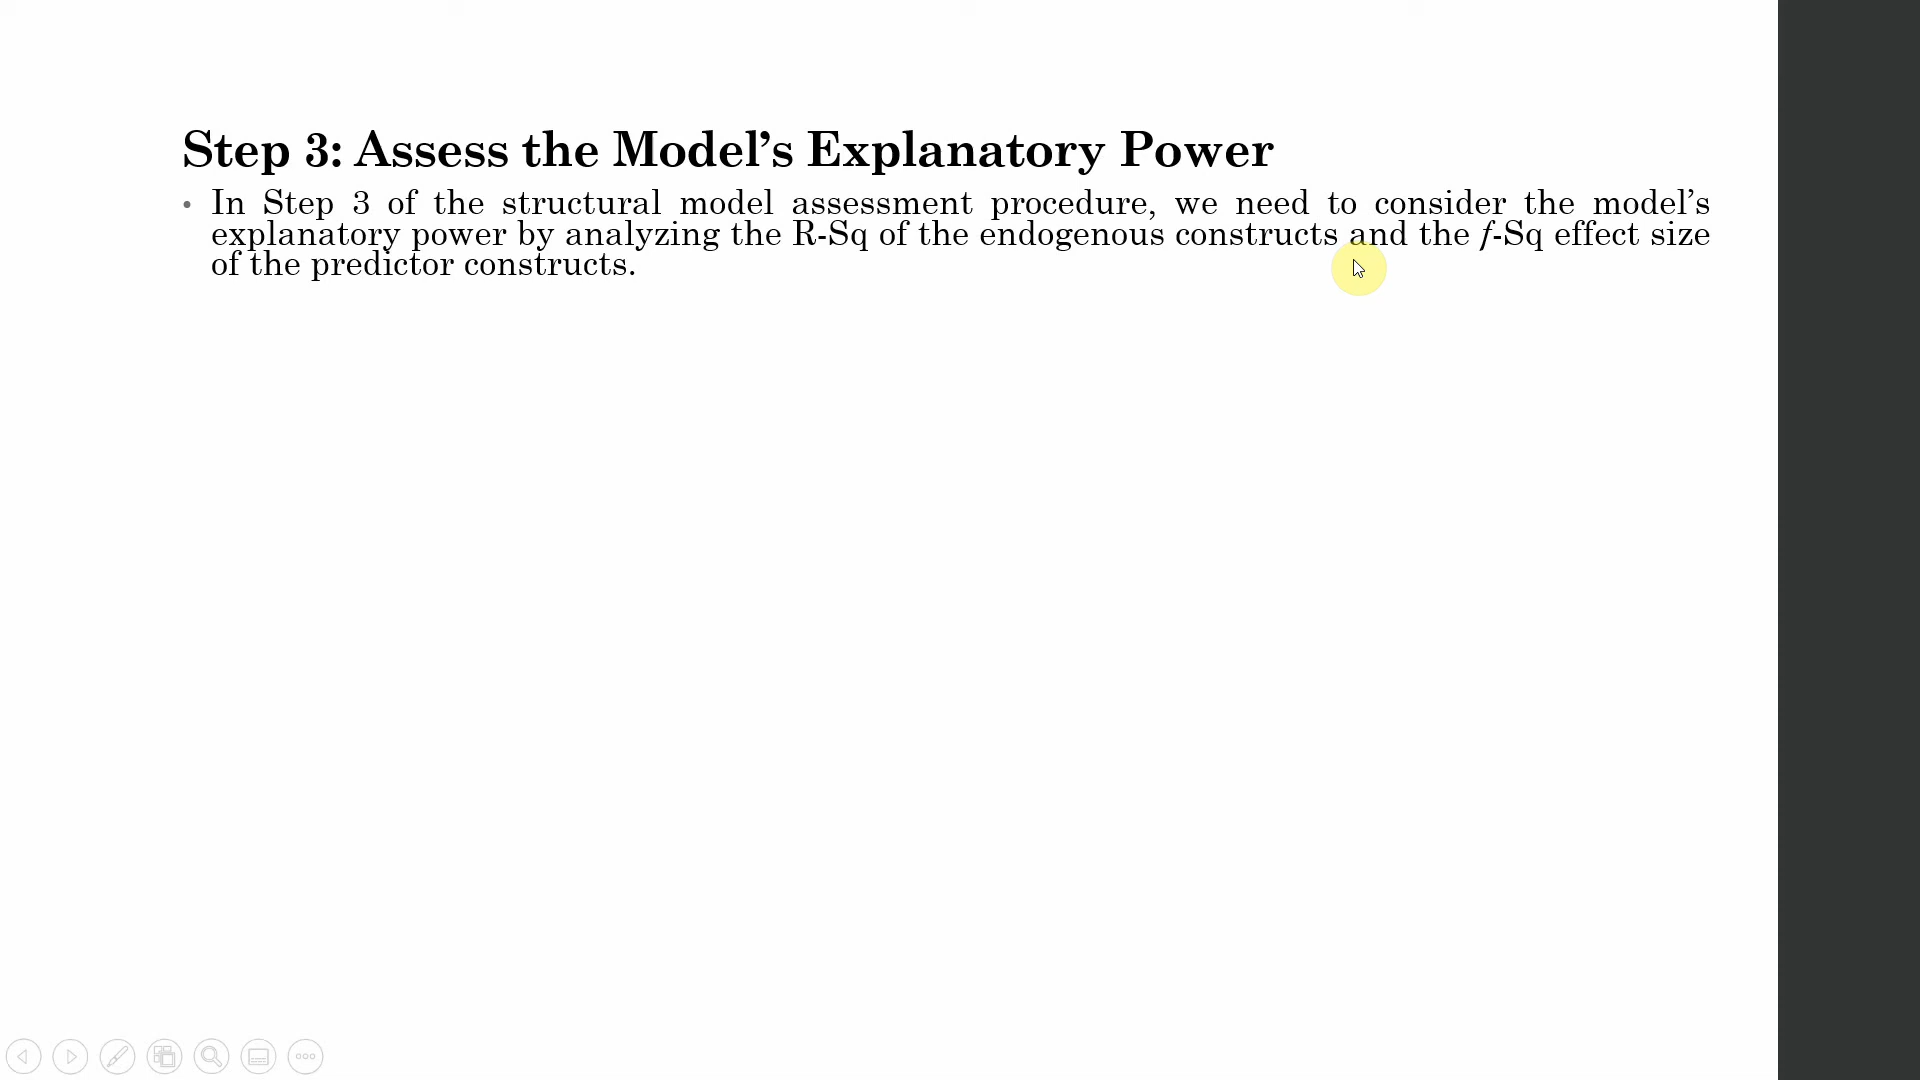 Step 3: Assess the Model’s Explanatory Power
• In Step 3 of the structural model assessment procedure, we need to consider the model’s
explanatory power by analyzing the R-Sq of the endogenous constructs and the f-Sq effect size
of the predictor constructs.